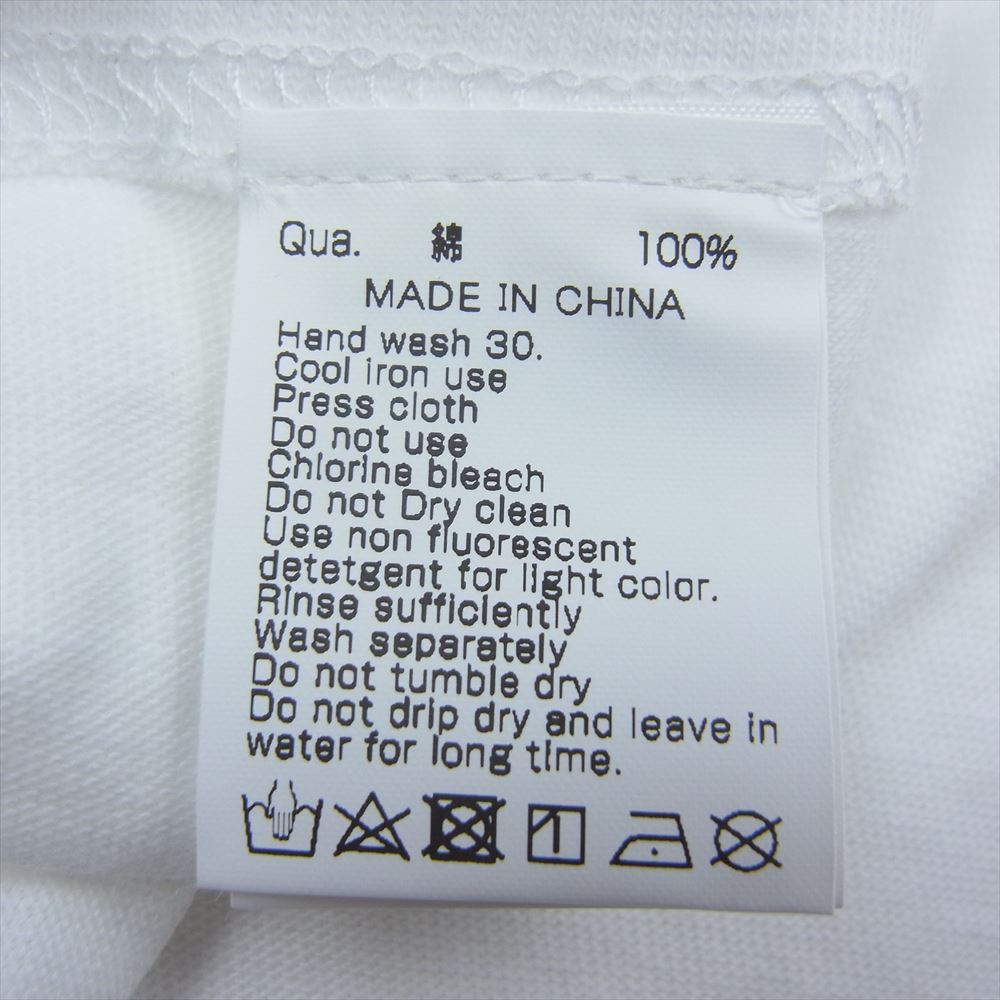 Qua. 綿 100%
MADE IN CHINA
Hand wash 30.
Cool iron use
Press cloth
Do not use
Chlorine bleach
Do not Dry clean
Use non fluorescent
detetgent for light color.
Rinse sufficiently
Wash separately
Do not tumble dry
Do not drip dry and leave in
water for long time.